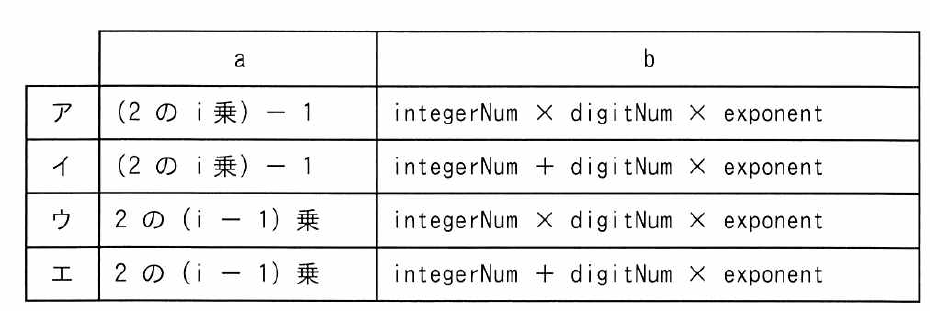 a b
ア (2 の i 乗) － 1 integerNum × digitNum × exponent
イ (2 の i 乗) － 1 integerNum ＋ digitNum × exponent
ウ 2 の (i － 1) 乗 integerNum × digitNum × exponent
エ 2 の (i － 1) 乗 integerNum ＋ digitNum × exponent